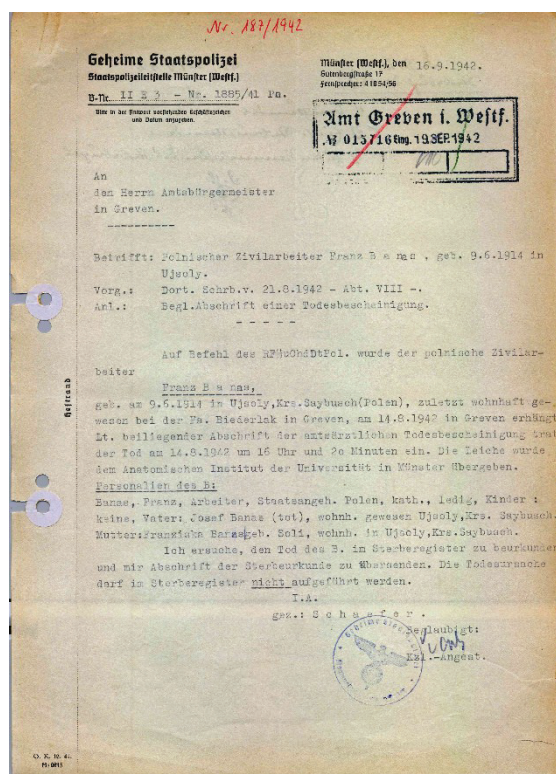 Nr. 187/1942
Geheime Staatspolizei
Staatspolizeileitstelle Münster (Westf.)
B-Nr. II E 3 - Nr. 1885/41 Pa.
Bitte in der Antwort vorstehendes Geschäftszeichen
und Datum anzugeben.
Münster (Westf.), den 16.9.1942.
Gutenbergstraße 17
Fernsprecher: 41854/56
Amt Greven i. Westf.
№ 013716 Eing. 19. SEP. 1942
An
den Herrn Amtsbürgermeister
in Greven.
Betrifft: Polnischer Zivilarbeiter Franz B a nas , geb. 9.6.1914 in
Ujsoly.
Vorg.: Dort. Schrb.v. 21.8.1942 - Abt. VIII -.
Anl.: Begl.Abschrift einer Todesbescheinigung.
Auf Befehl des RFSSuChdDtPol. wurde der polnische Zivilar-
beiter
Franz B a nas,
geb. am 9.6.1914 in Ujsoly,Krs.Saybusch(Polen), zuletzt wohnhaft ge-
wesen bei der Fa. Biederlak in Greven, am 14.8.1942 in Greven erhängt
Lt. beiliegender Abschrift der amtsärztlichen Todesbescheinigung trat
der Tod am 14.8.1942 um 16 Uhr und 2o Minuten ein. Die Leiche wurde
dem Anatomischen Institut der Universität in Münster übergeben.
Personalien des B:
Banas, Franz, Arbeiter, Staatsangeh. Polen, kath., ledig, Kinder :
keine, Vater: Josef Banas (tot), wohnh. gewesen Ujsoly,Krs. Saybusch.
Mutter:Franziska Banas geb. Soli, wohnh. in Ujsoly,Krs.Saybusch.
Ich ersuche, den Tod des B. in Sterberegister zu beurkunden
und mir Abschrift der Sterbeurkunde zu übersenden. Die Todesursache
darf im Sterberegister nicht aufgeführt werden.
I.A.
gez.: S c h a e f e r .
Beglaubigt:
Kzl.-Angest.
Heftrand